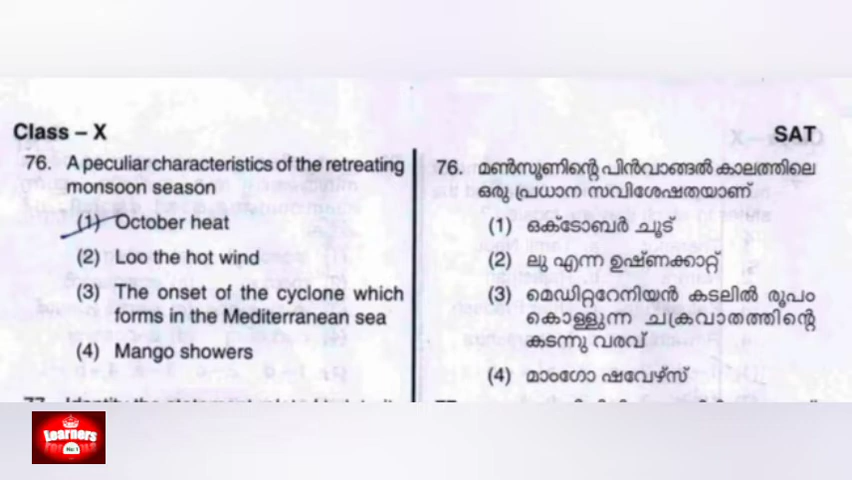 Class – X
SAT
76. A peculiar characteristics of the retreating
monsoon season
(1) October heat
(2) Loo the hot wind
(3) The onset of the cyclone which
forms in the Mediterranean sea
(4) Mango showers
76. മൺസൂണിന്റെ പിൻവാങ്ങൽ കാലത്തിലെ
ഒരു പ്രധാന സവിശേഷതയാണ്
(1) ഒക്ടോബർ ചൂട്
(2) ലൂ എന്ന ഉഷ്ണക്കാറ്റ്
(3) മെഡിറ്ററേനിയൻ കടലിൽ രൂപം
കൊള്ളുന്ന ചക്രവാതത്തിന്റെ
കടന്നു വരവ്
(4) മാംഗോ ഷവേഴ്സ്
Learners
No: 1